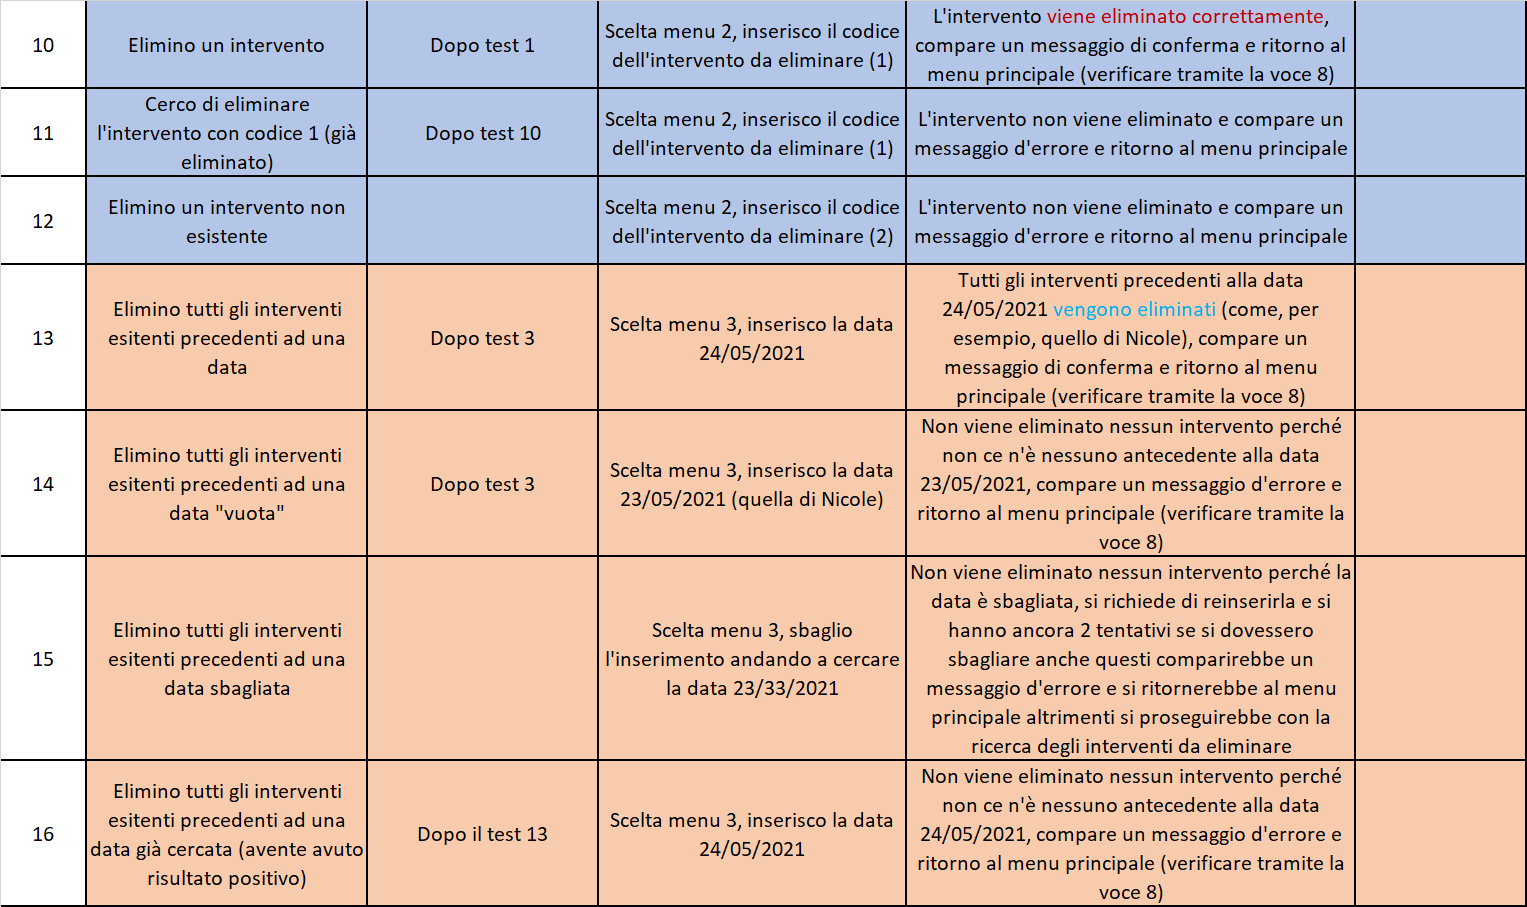 10
Elimino un intervento
Dopo test 1
Scelta menu 2, inserisco il codice
dell'intervento da eliminare (1)
L'intervento viene eliminato correttamente,
compare un messaggio di conferma e ritorno al
menu principale (verificare tramite la voce 8)
11
Cerco di eliminare
l'intervento con codice 1 (già
eliminato)
Dopo test 10
Scelta menu 2, inserisco il codice
dell'intervento da eliminare (1)
L'intervento non viene eliminato e compare un
messaggio d'errore e ritorno al menu principale
12
Elimino un intervento non
esistente
Scelta menu 2, inserisco il codice
dell'intervento da eliminare (2)
L'intervento non viene eliminato e compare un
messaggio d'errore e ritorno al menu principale
13
Elimino tutti gli interventi
esitenti precedenti ad una
data
Dopo test 3
Scelta menu 3, inserisco la data
24/05/2021
Tutti gli interventi precedenti alla data
24/05/2021 vengono eliminati (come, per
esempio, quello di Nicole), compare un
messaggio di conferma e ritorno al menu
principale (verificare tramite la voce 8)
14
Elimino tutti gli interventi
esitenti precedenti ad una
data "vuota"
Dopo test 3
Scelta menu 3, inserisco la data
23/05/2021 (quella di Nicole)
Non viene eliminato nessun intervento perché
non ce n'è nessuno antecedente alla data
23/05/2021, compare un messaggio d'errore e
ritorno al menu principale (verificare tramite la
voce 8)
15
Elimino tutti gli interventi
esitenti precedenti ad una
data sbagliata
Scelta menu 3, sbaglio
l'inserimento andando a cercare
la data 23/33/2021
Non viene eliminato nessun intervento perché la
data è sbagliata, si richiede di reinserirla e si
hanno ancora 2 tentativi se si dovessero
sbagliare anche questi comparirebbe un
messaggio d'errore e si ritornerebbe al menu
principale altrimenti si proseguirebbe con la
ricerca degli interventi da eliminare
16
Elimino tutti gli interventi
esitenti precedenti ad una
data già cercata (avente avuto
risultato positivo)
Dopo il test 13
Scelta menu 3, inserisco la data
24/05/2021
Non viene eliminato nessun intervento perché
non ce n'è nessuno antecedente alla data
24/05/2021, compare un messaggio d'errore e
ritorno al menu principale (verificare tramite la
voce 8)